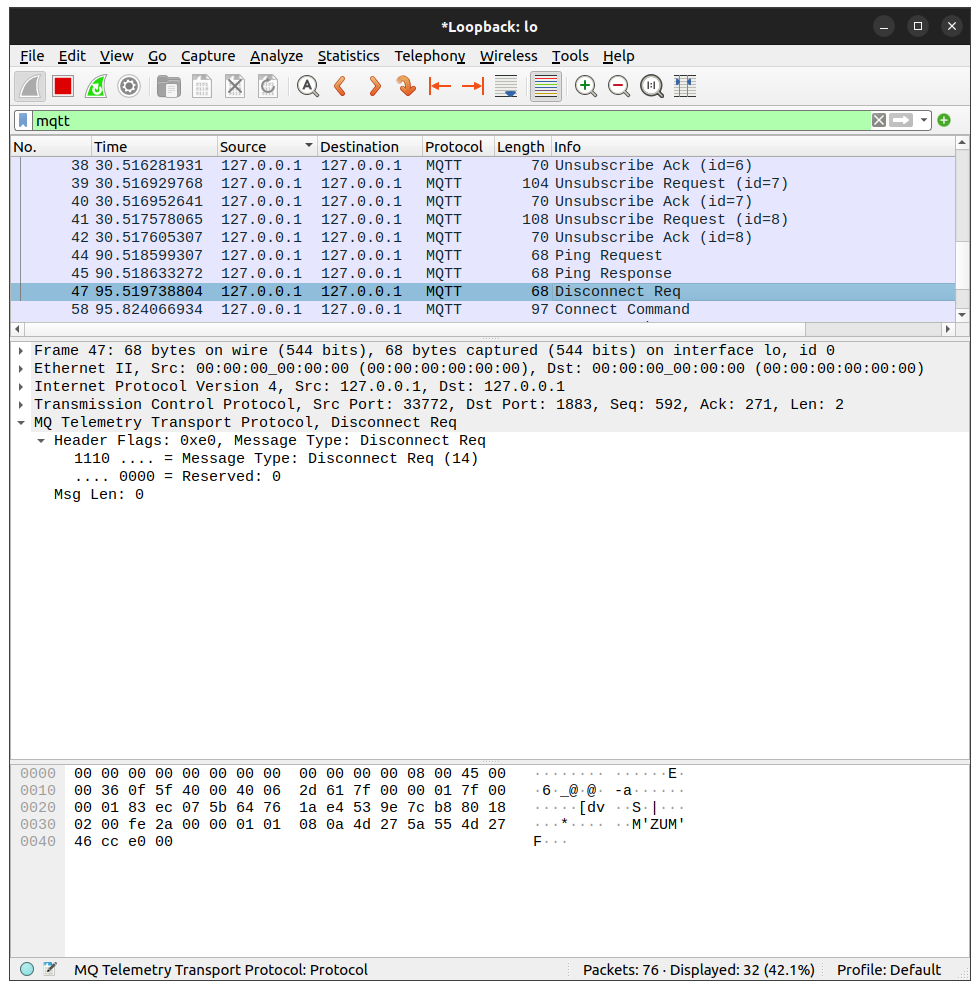 *Loopback: lo
File Edit View Go Capture Analyze Statistics Telephony Wireless Tools Help
mqtt
No. Time Source Destination Protocol Length Info
38 30.516281931 127.0.0.1 127.0.0.1 MQTT 70 Unsubscribe Ack (id=6)
39 30.516929768 127.0.0.1 127.0.0.1 MQTT 104 Unsubscribe Request (id=7)
40 30.516952641 127.0.0.1 127.0.0.1 MQTT 70 Unsubscribe Ack (id=7)
41 30.517578065 127.0.0.1 127.0.0.1 MQTT 108 Unsubscribe Request (id=8)
42 30.517605307 127.0.0.1 127.0.0.1 MQTT 70 Unsubscribe Ack (id=8)
44 90.518599307 127.0.0.1 127.0.0.1 MQTT 68 Ping Request
45 90.518633272 127.0.0.1 127.0.0.1 MQTT 68 Ping Response
47 95.519738804 127.0.0.1 127.0.0.1 MQTT 68 Disconnect Req
58 95.824066934 127.0.0.1 127.0.0.1 MQTT 97 Connect Command
Frame 47: 68 bytes on wire (544 bits), 68 bytes captured (544 bits) on interface lo, id 0
Ethernet II, Src: 00:00:00_00:00:00 (00:00:00:00:00:00), Dst: 00:00:00_00:00:00 (00:00:00:00:00:00)
Internet Protocol Version 4, Src: 127.0.0.1, Dst: 127.0.0.1
Transmission Control Protocol, Src Port: 33772, Dst Port: 1883, Seq: 592, Ack: 271, Len: 2
MQ Telemetry Transport Protocol, Disconnect Req
Header Flags: 0xe0, Message Type: Disconnect Req
1110 .... = Message Type: Disconnect Req (14)
.... 0000 = Reserved: 0
Msg Len: 0
0000 00 00 00 00 00 00 00 00 00 00 00 00 08 00 45 00 ········ ······E·
0010 00 36 0f 5f 40 00 40 06 2d 61 7f 00 00 01 7f 00 ·6·_@·@· -a······
0020 00 01 83 ec 07 5b 64 76 1a e4 53 9e 7c b8 80 18 ·····[dv ··S·|···
0030 02 00 fe 2a 00 00 01 01 08 0a 4d 27 5a 55 4d 27 ···*···· ··M'ZUM'
0040 46 cc e0 00 F···
MQ Telemetry Transport Protocol: Protocol Packets: 76 · Displayed: 32 (42.1%) Profile: Default